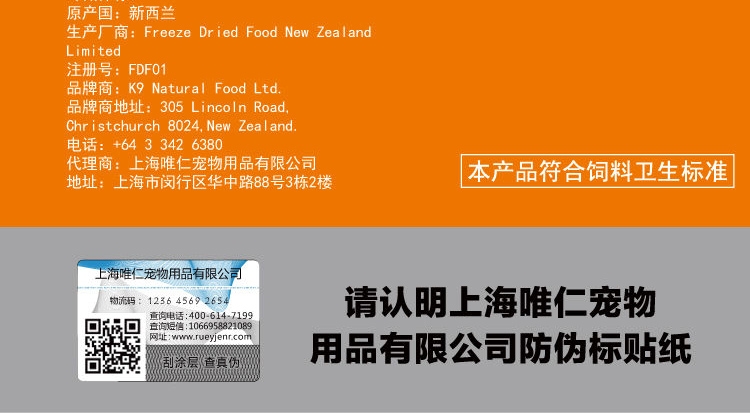 原产国：新西兰
生产厂商：Freeze Dried Food New Zealand
Limited
注册号：FDF01
品牌商：K9 Natural Food Ltd.
品牌商地址：305 Lincoln Road,
Christchurch 8024,New Zealand.
电话：+64 3 342 6380
代理商：上海唯仁宠物用品有限公司
地址：上海市闵行区华中路88号3栋2楼
本产品符合饲料卫生标准
上海唯仁宠物用品有限公司
物流码： 1236 4569 2654
查询电话:400-614-7199
查询短信:1066958821089
网址:www.rueyjenr.com
刮涂层 查真伪
请认明上海唯仁宠物
用品有限公司防伪标贴纸